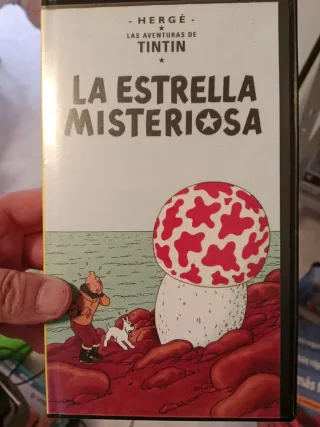 - HERGÉ -
LAS AVENTURAS DE
TINTIN
LA ESTRELLA
MISTERIOSA